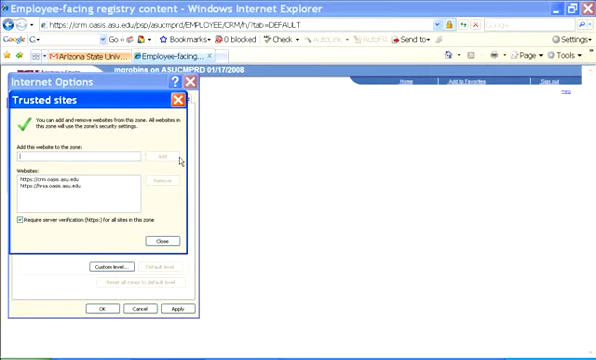 Employee-facing registry content - Windows Internet Explorer
https://crm.oasis.asu.edu/psp/asucmprd/EMPLOYEE/CRM/h/?tab=DEFAULT
Google
Go
Bookmarks
0 blocked
Check
AutoLink
AutoFill
Send to
Settings
Arizona State Univ...
Employee-facing regist...
Page
Tools
mgrobins on ASUCMPRD 01/17/2008
Home
Add to Favorites
Sign out
Help
Internet Options
Trusted sites
You can add and remove websites from this zone. All websites in
this zone will use the zone's security settings.
Add this website to the zone:
Add
Websites:
https://crm.oasis.asu.edu
https://hrsa.oasis.asu.edu
Remove
Require server verification (https:) for all sites in this zone
Close
Custom level...
Default level
Reset all zones to default level
OK
Cancel
Apply